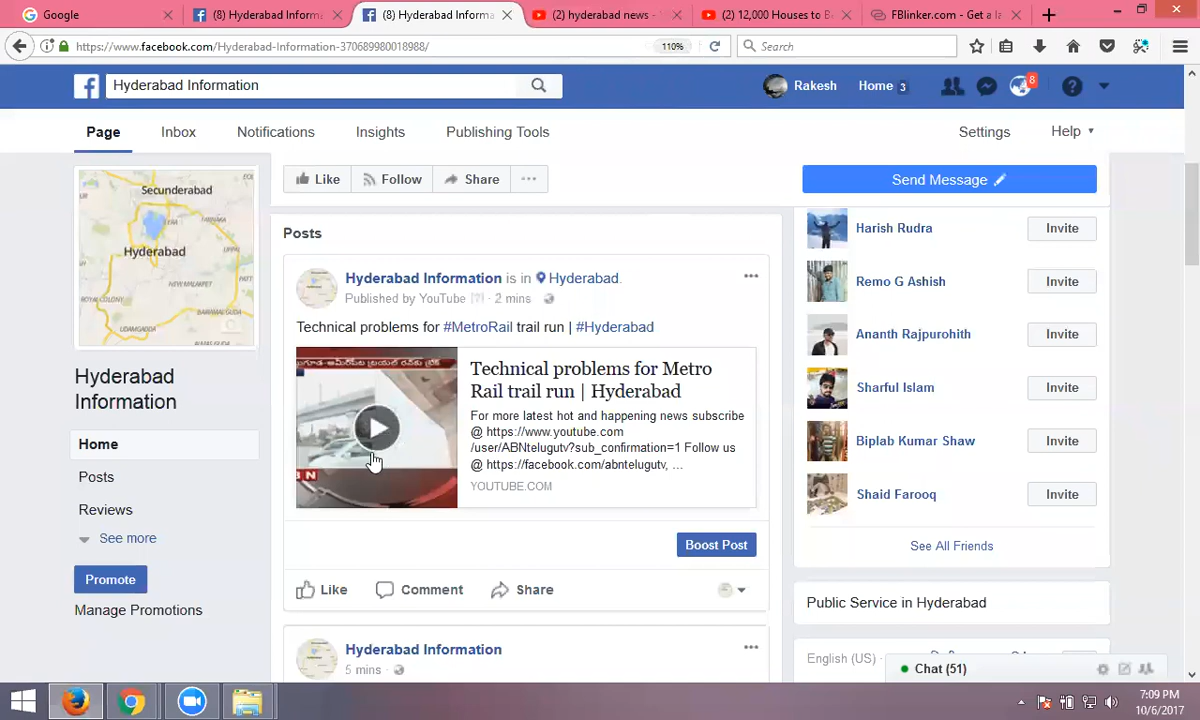 Google
(8) Hyderabad Informa
(8) Hyderabad Informa
(2) hyderabad news -
(2) 12,000 Houses to B
FBlinker.com - Get a
https://www.facebook.com/Hyderabad-Information-370689980018988/
110%
Search
Hyderabad Information
Rakesh
Home 3
8
Page
Inbox
Notifications
Insights
Publishing Tools
Settings
Help
Secunderabad
Hyderabad
Like
Follow
Share
Send Message
Posts
Hyderabad Information is in Hyderabad.
Published by YouTube [?] · 2 mins ·
Technical problems for #MetroRail trail run | #Hyderabad
Technical problems for Metro
Rail trail run | Hyderabad
For more latest hot and happening news subscribe
@ https://www.youtube.com
/user/ABNtelugutv?sub_confirmation=1 Follow us
@ https://facebook.com/abntelugutv, ...
YOUTUBE.COM
Boost Post
Like
Comment
Share
Hyderabad Information
5 mins ·
Hyderabad
Information
Home
Posts
Reviews
See more
Promote
Manage Promotions
Harish Rudra
Invite
Remo G Ashish
Invite
Ananth Rajpurohith
Invite
Sharful Islam
Invite
Biplab Kumar Shaw
Invite
Shaid Farooq
Invite
See All Friends
Public Service in Hyderabad
English (US) ·
Chat (51)
7:09 PM
10/6/2017